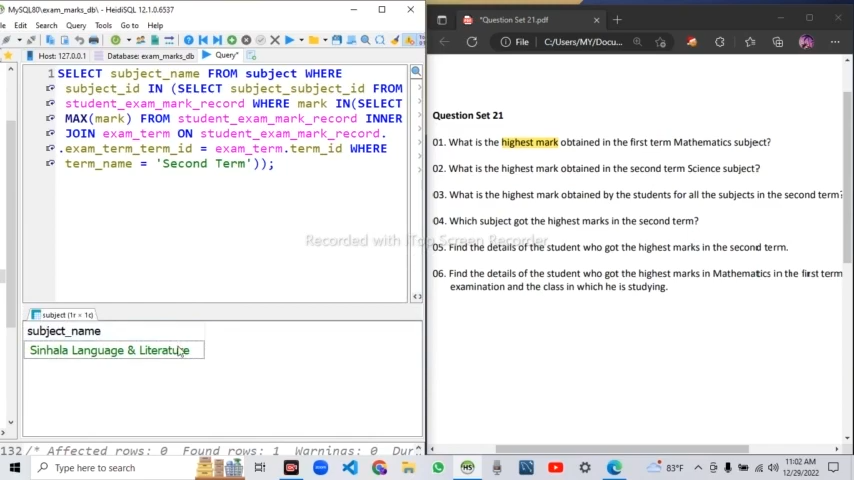 MySQL80\exam_marks_db\ - HeidiSQL 12.1.0.6537
Edit Search Query Tools Go to Help
Host: 127.0.0.1 Database: exam_marks_db Query*
1 SELECT subject_name FROM subject WHERE
subject_id IN (SELECT subject_subject_id FROM
student_exam_mark_record WHERE mark IN(SELECT
MAX(mark) FROM student_exam_mark_record INNER
JOIN exam_term ON student_exam_mark_record.
.exam_term_term_id = exam_term.term_id WHERE
term_name = 'Second Term'));
subject (1r × 1c)
subject_name
Sinhala Language & Literature
132 /* Affected rows: 0 Found rows: 1 Warnings: 0 Dur
*Question Set 21.pdf
File C:/Users/MY/Docu...
Question Set 21
01. What is the highest mark obtained in the first term Mathematics subject?
02. What is the highest mark obtained in the second term Science subject?
03. What is the highest mark obtained by the students for all the subjects in the second term?
04. Which subject got the highest marks in the second term?
05. Find the details of the student who got the highest marks in the second term.
06. Find the details of the student who got the highest marks in Mathematics in the first term
examination and the class in which he is studying.
Recorded with iTop Screen Recorder
Type here to search
83°F
11:02 AM
12/29/2022